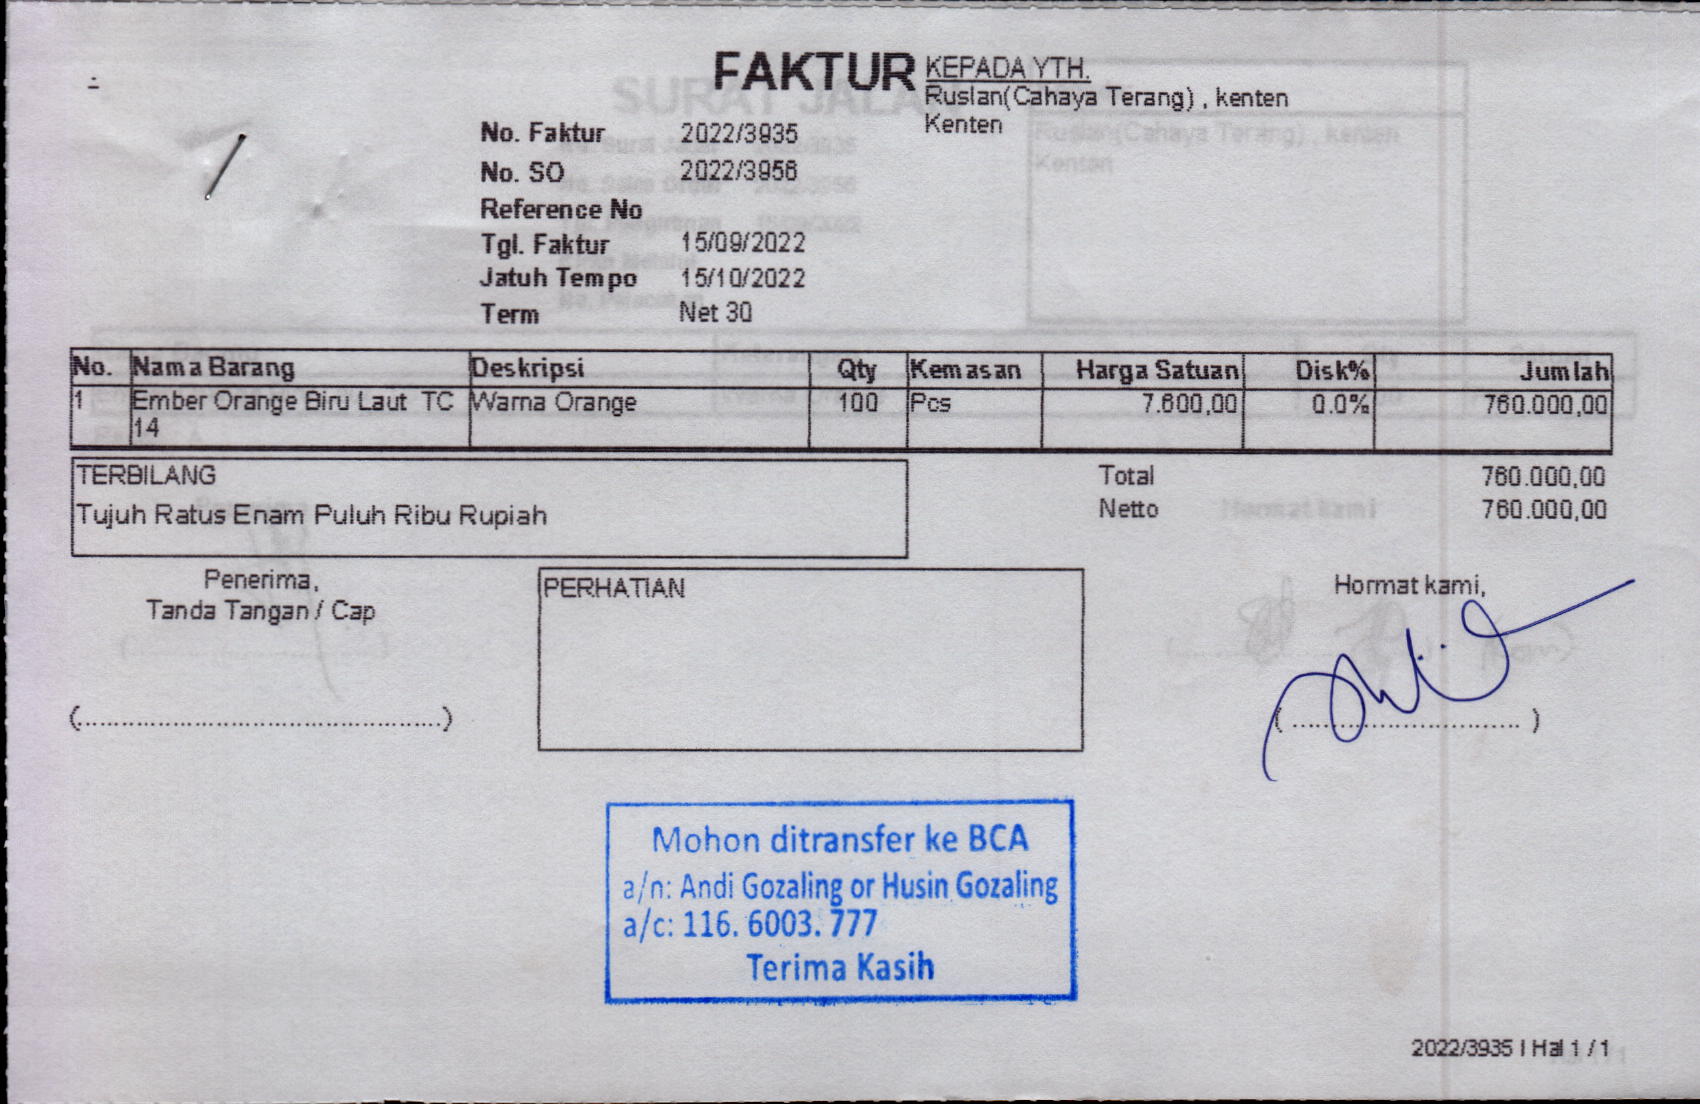 FAKTUR
KEPADA YTH.
Ruslan(Cahaya Terang) , kenten
Kenten
No. Faktur 2022/3935
No. SO 2022/3956
Reference No
Tgl. Faktur 15/09/2022
Jatuh Tempo 15/10/2022
Term Net 30
No. Nama Barang Deskripsi Qty Kemasan Harga Satuan Disk% Jumlah
1 Ember Orange Biru Laut TC Warna Orange 100 Pcs 7.600,00 0.0% 760.000,00
14
TERBILANG
Tujuh Ratus Enam Puluh Ribu Rupiah
Total 760.000,00
Netto 760.000,00
Penerima,
Tanda Tangan / Cap
(...........................................)
PERHATIAN
Hormat kami,
( ............................ )
Mohon ditransfer ke BCA
a/n: Andi Gozaling or Husin Gozaling
a/c: 116. 6003. 777
Terima Kasih
2022/3935 | Hal 1 / 1